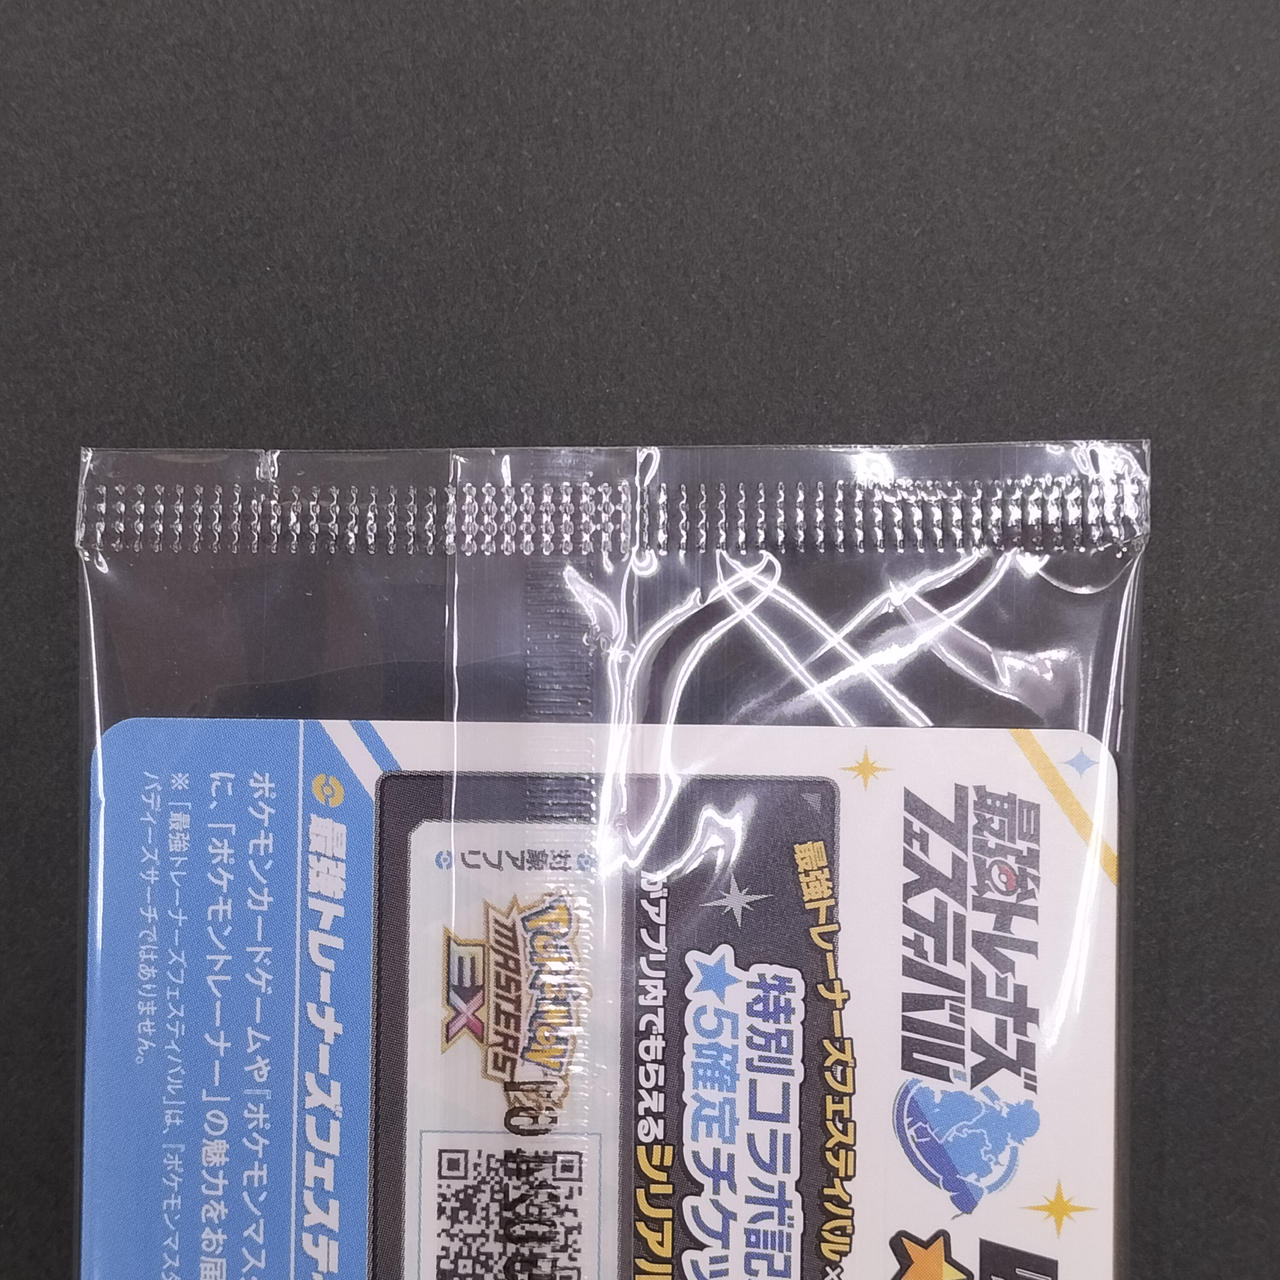 最強トレーナーズ
フェスティバル
最強トレーナーズフェスティバル×
特別コラボ記
★5確定チケッ
がアプリ内でもらえるシリアル
対象アプリ
Pokémon
MASTERS
EX
最強トレーナーズフェステ
ポケモンカードゲームや『ポケモンマス
に、「ポケモントレーナー」の魅力をお届
※「最強トレーナーズフェスティバル」は、『ポケモンマスタ
バディーズサーチではありません。